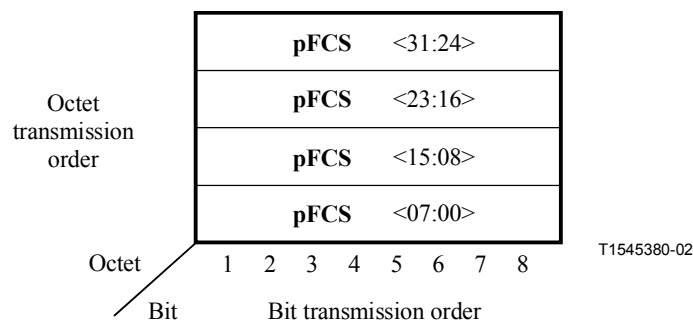 pFCS <31:24>
pFCS <23:16>
Octet
transmission
order
pFCS <15:08>
pFCS <07:00>
T1545380-02
Octet 1 2 3 4 5 6 7 8
Bit Bit transmission order